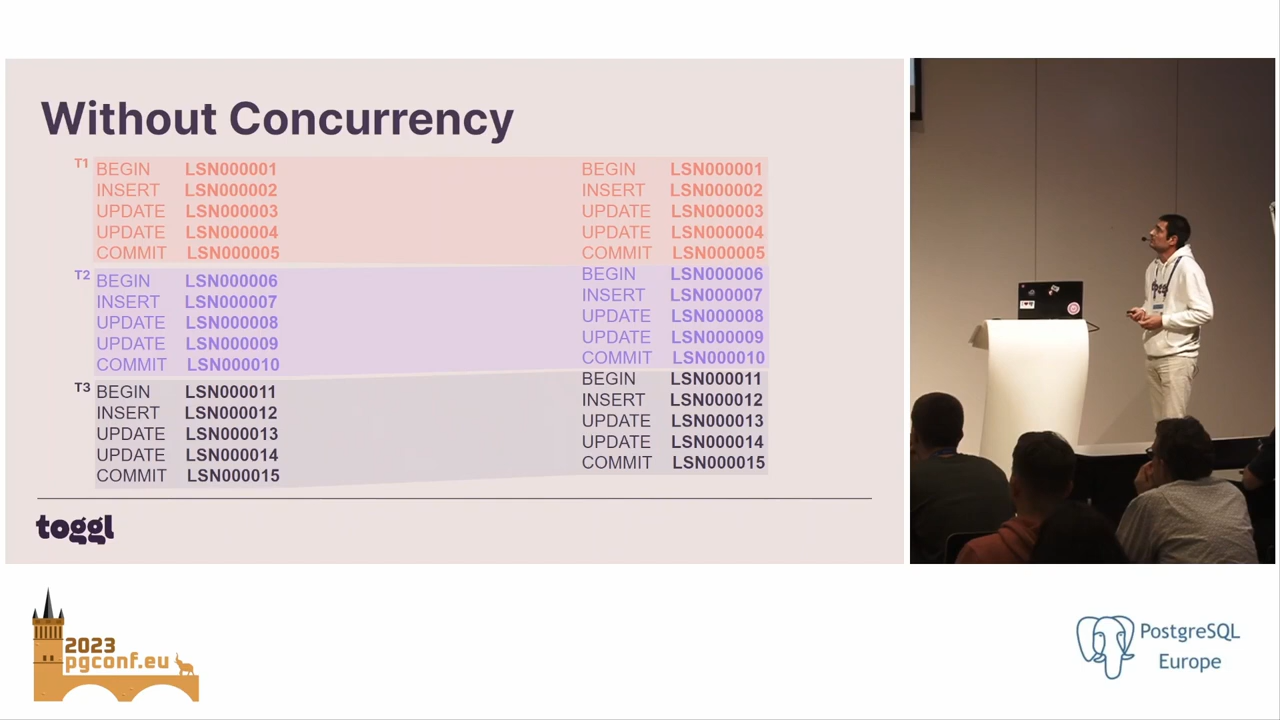 Without Concurrency
T1
BEGIN LSN000001
INSERT LSN000002
UPDATE LSN000003
UPDATE LSN000004
COMMIT LSN000005
T2
BEGIN LSN000006
INSERT LSN000007
UPDATE LSN000008
UPDATE LSN000009
COMMIT LSN000010
T3
BEGIN LSN000011
INSERT LSN000012
UPDATE LSN000013
UPDATE LSN000014
COMMIT LSN000015
BEGIN LSN000001
INSERT LSN000002
UPDATE LSN000003
UPDATE LSN000004
COMMIT LSN000005
BEGIN LSN000006
INSERT LSN000007
UPDATE LSN000008
UPDATE LSN000009
COMMIT LSN000010
BEGIN LSN000011
INSERT LSN000012
UPDATE LSN000013
UPDATE LSN000014
COMMIT LSN000015
toggl
toggl
2023
pgconf.eu
PostgreSQL
Europe